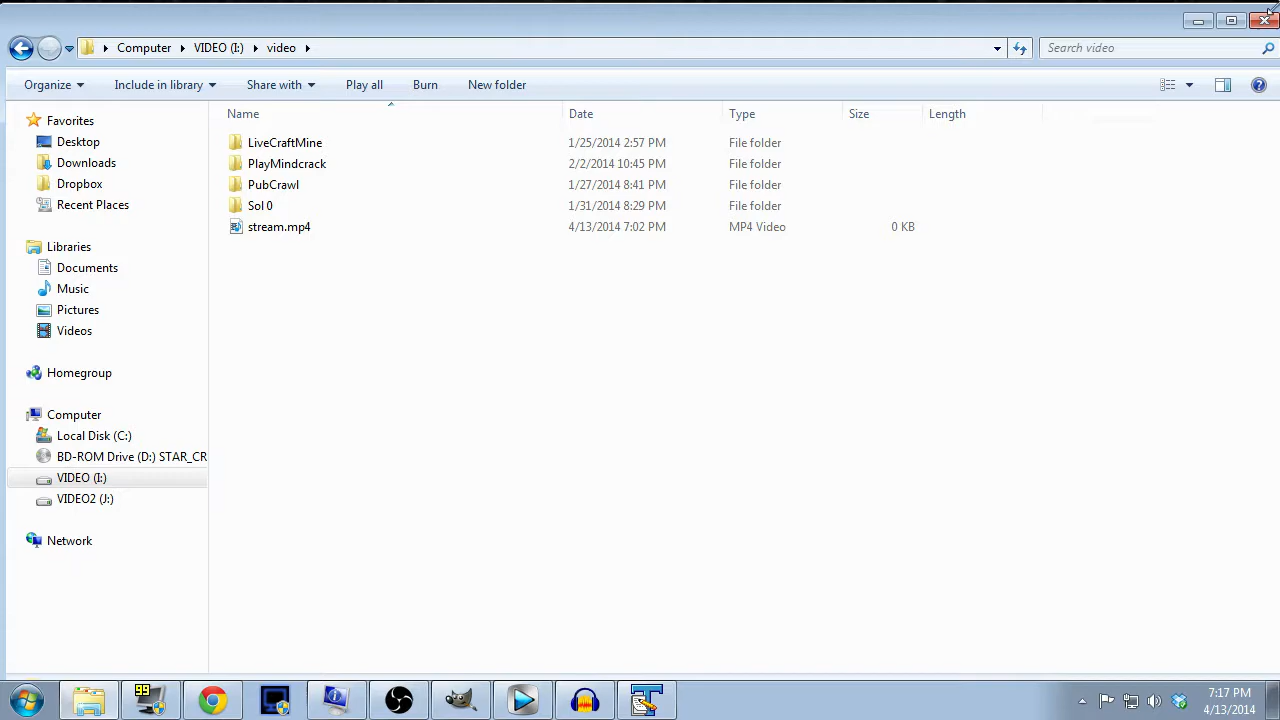 Computer VIDEO (I:) video
Search video
Organize Include in library Share with Play all Burn New folder
Name Date Type Size Length
Favorites
Desktop
Downloads
Dropbox
Recent Places
Libraries
Documents
Music
Pictures
Videos
Homegroup
Computer
Local Disk (C:)
BD-ROM Drive (D:) STAR_CR
VIDEO (I:)
VIDEO2 (J:)
Network
LiveCraftMine 1/25/2014 2:57 PM File folder
PlayMindcrack 2/2/2014 10:45 PM File folder
PubCrawl 1/27/2014 8:41 PM File folder
Sol 0 1/31/2014 8:29 PM File folder
stream.mp4 4/13/2014 7:02 PM MP4 Video 0 KB
99
7:17 PM
4/13/2014